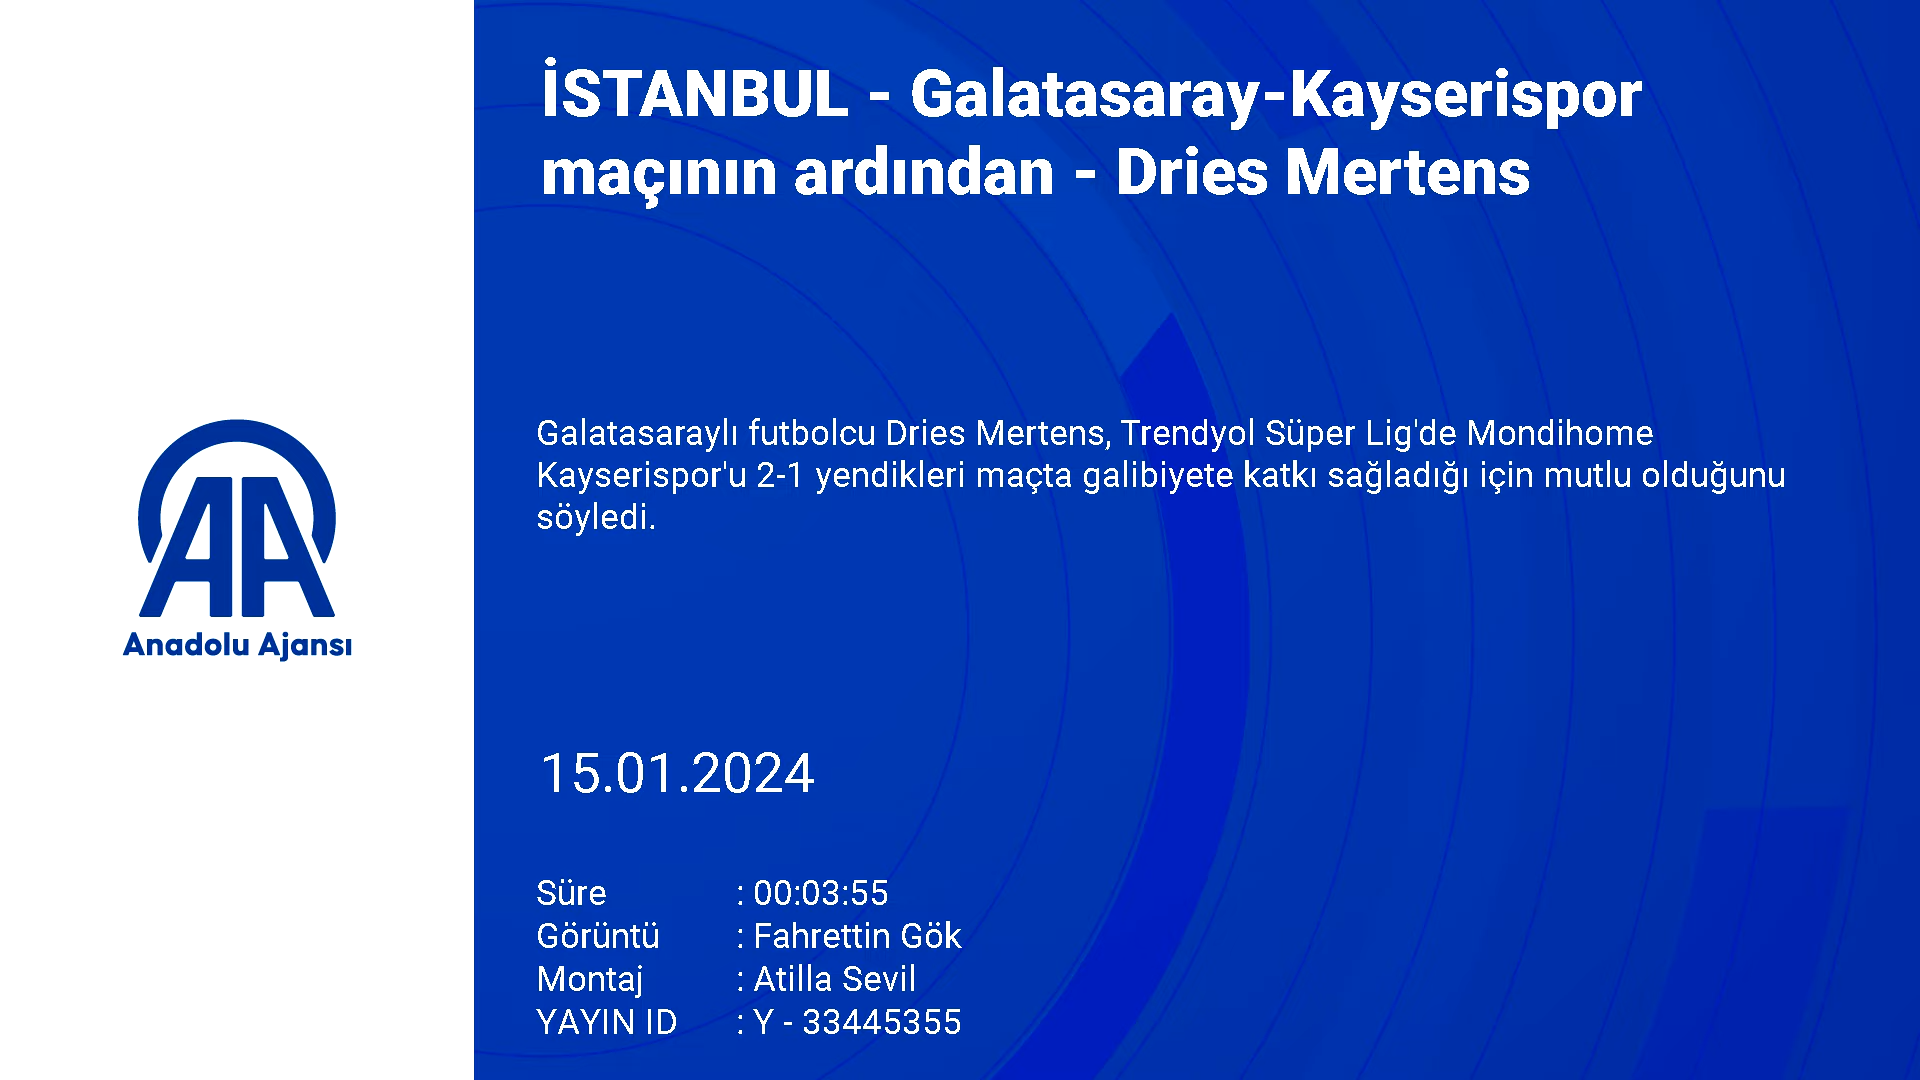 İSTANBUL - Galatasaray-Kayserispor
maçının ardından - Dries Mertens
Galatasaraylı futbolcu Dries Mertens, Trendyol Süper Lig'de Mondihome
Kayserispor'u 2-1 yendikleri maçta galibiyete katkı sağladığı için mutlu olduğunu
söyledi.
AA
Anadolu Ajansı
15.01.2024
Süre : 00:03:55
Görüntü : Fahrettin Gök
Montaj : Atilla Sevil
YAYIN ID : Y - 33445355